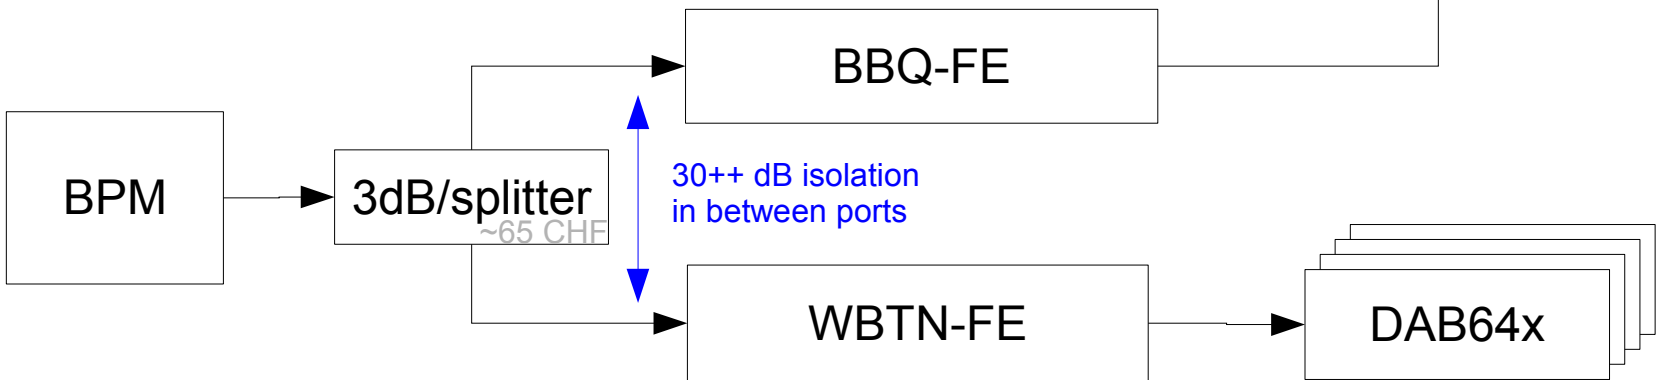 BBQ-FE
BPM
3dB/splitter
~65 CHF
30++ dB isolation
in between ports
WBTN-FE
DAB64x